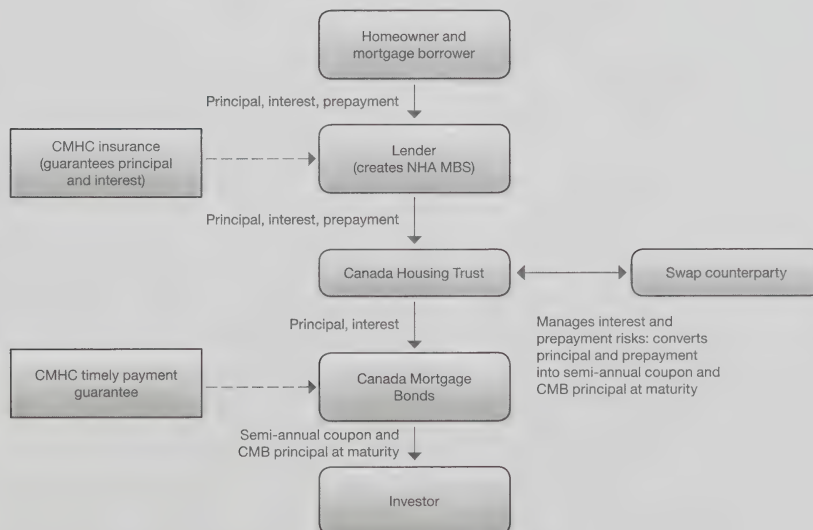 Homeowner and
mortgage borrower
Principal, interest, prepayment
CMHC insurance
(guarantees principal
and interest)
Lender
(creates NHA MBS)
Principal, interest, prepayment
Canada Housing Trust
Swap counterparty
Principal, interest
Manages interest and
prepayment risks: converts
principal and prepayment
into semi-annual coupon and
CMB principal at maturity
CMHC timely payment
guarantee
Canada Mortgage
Bonds
Semi-annual coupon and
CMB principal at maturity
Investor